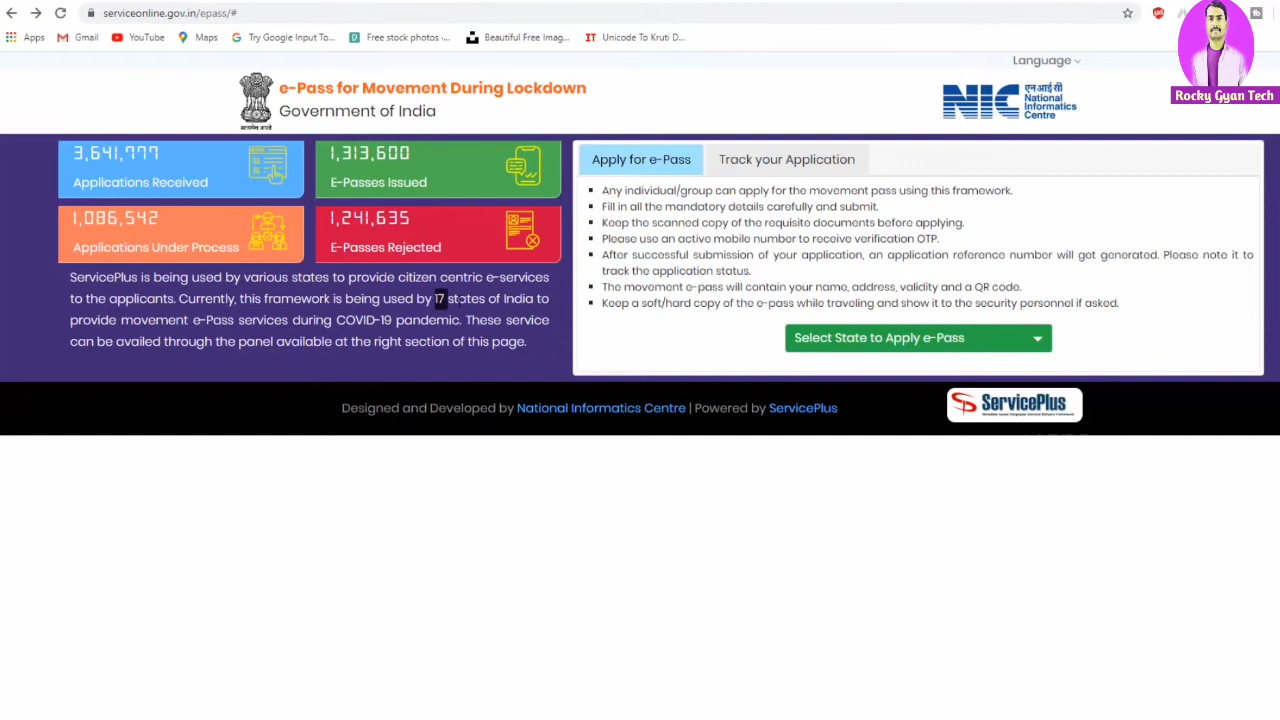 serviceonline.gov.in/epass/#
Apps Gmail YouTube Maps Try Google Input To... Free stock photos -... Beautiful Free Imag... Unicode To Kruti D...
Rocky Gyan Tech
Language
e-Pass for Movement During Lockdown
Government of India
सत्यमेव जयते
NIC
एन आई सी
National
Informatics
Centre
3,641,777
Applications Received
1,313,600
E-Passes Issued
1,086,542
Applications Under Process
1,241,635
E-Passes Rejected
ServicePlus is being used by various states to provide citizen centric e-services
to the applicants. Currently, this framework is being used by 17 states of India to
provide movement e-Pass services during COVID-19 pandemic. These service
can be availed through the panel available at the right section of this page.
Apply for e-Pass
Track your Application
Any individual/group can apply for the movement pass using this framework.
Fill in all the mandatory details carefully and submit.
Keep the scanned copy of the requisite documents before applying.
Please use an active mobile number to receive verification OTP.
After successful submission of your application, an application reference number will get generated. Please note it to
track the application status.
The movement e-pass will contain your name, address, validity and a QR code.
Keep a soft/hard copy of the e-pass while traveling and show it to the security personnel if asked.
Select State to Apply e-Pass
Designed and Developed by National Informatics Centre | Powered by ServicePlus
ServicePlus